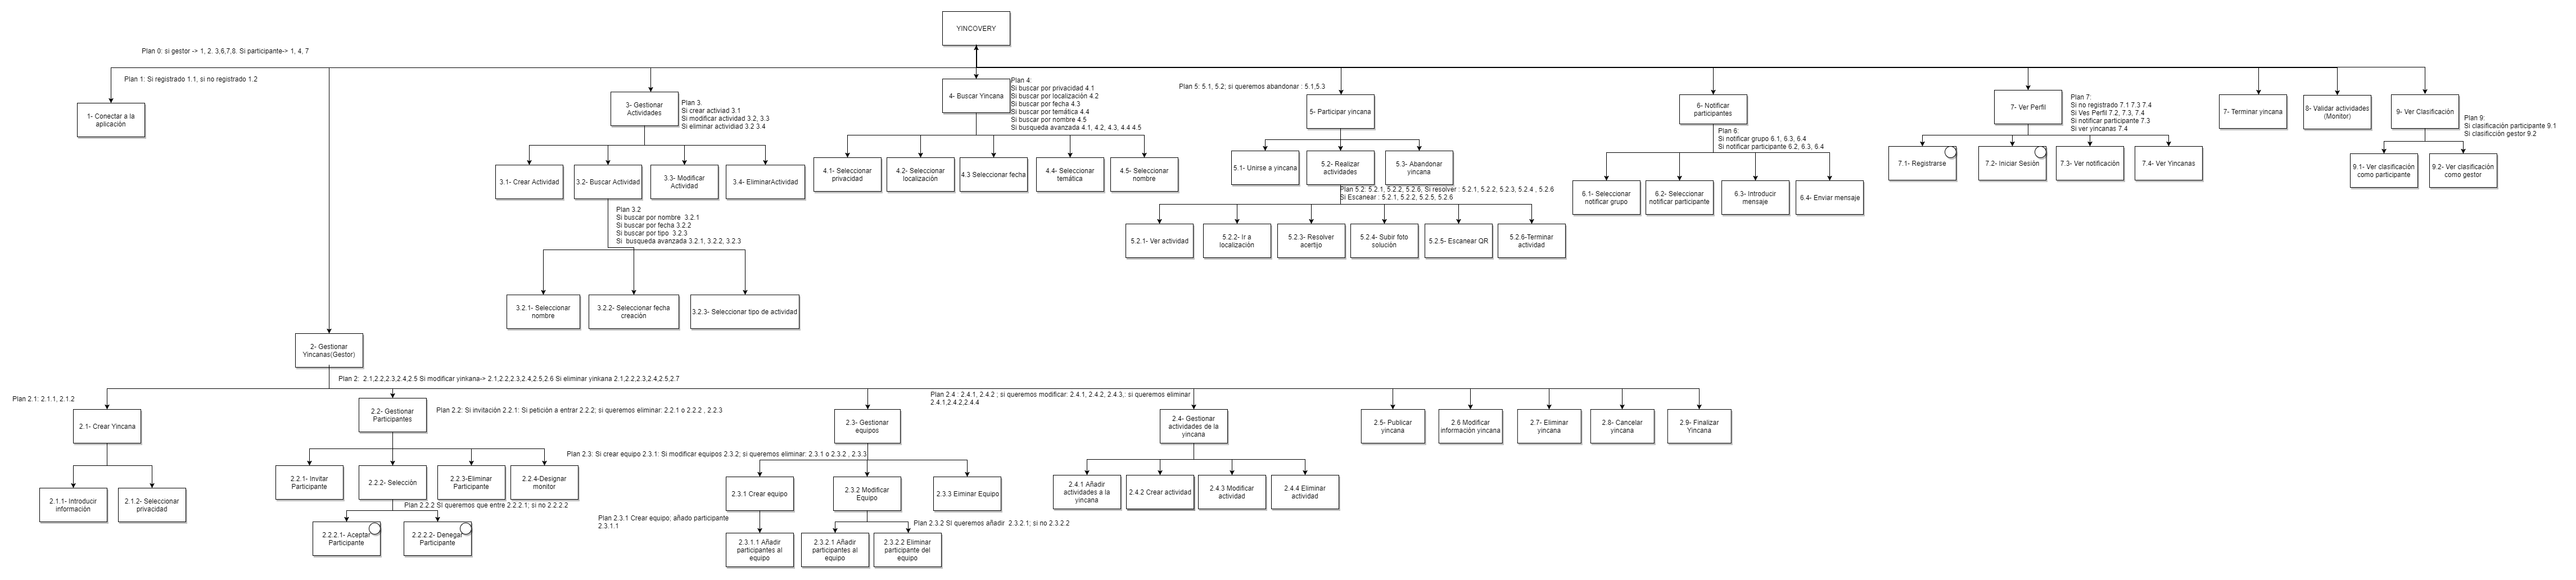 YINCOVERY
Plan 0: si gestor -> 1, 2. 3,6,7,8. Si participante-> 1, 4, 7
Plan 1: Si registrado 1.1, si no registrado 1.2
1- Conectar a la
aplicación
3- Gestionar
Actividades
Plan 3.
Si crear activiad 3.1
Si modificar actividad 3.2, 3.3
Si eliminar activdiad 3.2 3.4
4- Buscar Yincana
Plan 4:
Si buscar por privacidad 4.1
Si buscar por localización 4.2
Si buscar por fecha 4.3
Si buscar por temática 4.4
Si buscar por nombre 4.5
Si busqueda avanzada 4.1, 4.2, 4.3, 4.4 4.5
Plan 5: 5.1, 5.2; si queremos abandonar : 5.1,5.3
5- Participar yincana
6- Notificar
participantes
Plan 6:
Si notificar grupo 6.1, 6.3, 6.4
Si notificar participante 6.2, 6.3, 6.4
7- Ver Perfil
Plan 7:
Si no registrado 7.1 7.3 7.4
Si Ves Perfil 7.2, 7.3, 7.4
Si notificar participante 7.3
Si ver yincanas 7.4
7- Terminar yincana
8- Validar actividades
(Monitor)
9- Ver Clasificación
Plan 9:
Si clasificación participante 9.1
Si clasificción gestor 9.2
3.1- Crear Actividad
3.2- Buscar Actividad
3.3- Modificar
Actividad
3.4- EliminarActividad
4.1- Seleccionar
privacidad
4.2- Seleccionar
localización
4.3 Seleccionar fecha
4.4- Seleccionar
temática
4.5- Seleccionar
nombre
5.1- Unirse a yincana
5.2- Realizar
actividades
5.3- Abandonar
yincana
6.1- Seleccionar
notificar grupo
6.2- Seleccionar
notificar participante
6.3- Introducir
mensaje
6.4- Enviar mensaje
7.1- Registrarse
7.2- Iniciar Sesión
7.3- Ver notificación
7.4- Ver Yincanas
9.1- Ver clasificación
como participante
9.2- Ver clasificación
como gestor
Plan 3.2
Si buscar por nombre 3.2.1
Si buscar por fecha 3.2.2
Si buscar por tipo 3.2.3
Si busqueda avanzada 3.2.1, 3.2.2, 3.2.3
Plan 5.2: 5.2.1, 5.2.2, 5.2.6, Si resolver : 5.2.1, 5.2.2, 5.2.3, 5.2.4 , 5.2.6
Si Escanear : 5.2.1, 5.2.2, 5.2.5, 5.2.6
5.2.1- Ver actividad
5.2.2- Ir a
localización
5.2.3- Resolver
acertijo
5.2.4- Subir foto
solución
5.2.5- Escanear QR
5.2.6-Terminar
actividad
3.2.1- Seleccionar
nombre
3.2.2- Seleccionar fecha
creación
3.2.3- Seleccionar tipo de actividad
2- Gestionar
Yincanas(Gestor)
Plan 2: 2.1,2.2,2.3,2.4,2.5 Si modificar yinkana-> 2.1,2.2,2.3,2.4,2.5,2.6 Si eliminar yinkana 2.1,2.2,2.3,2.4,2.5,2.7
Plan 2.1: 2.1.1, 2.1.2
2.1- Crear Yincana
2.2- Gestionar
Participantes
Plan 2.2: Si invitación 2.2.1: Si petición a entrar 2.2.2; si queremos eliminar: 2.2.1 o 2.2.2 , 2.2.3
2.3- Gestionar
equipos
Plan 2.4 : 2.4.1, 2.4.2 ; si queremos modificar: 2.4.1, 2.4.2, 2.4.3,: si queremos eliminar
2.4.1,2.4.2,2.4.4
2.4- Gestionar
actividades de la
yincana
2.5- Publicar
yincana
2.6 Modificar
información yincana
2.7- Eliminar
yincana
2.8- Cancelar
yincana
2.9- Finalizar
Yincana
Plan 2.3: Si crear equipo 2.3.1: Si modificar equipos 2.3.2; si queremos eliminar: 2.3.1 o 2.3.2 , 2.3.3
2.1.1- Introducir
información
2.1.2- Seleccionar
privacidad
2.2.1- Invitar
Participante
2.2.2- Selección
2.2.3-Eliminar
Participante
2.2.4-Designar
monitor
2.3.1 Crear equipo
2.3.2 Modificar
Equipo
2.3.3 Eiminar Equipo
2.4.1 Añadir
actividades a la
yincana
2.4.2 Crear actividad
2.4.3 Modificar
actividad
2.4.4 Eliminar
actividad
Plan 2.2.2 SI queremos que entre 2.2.2.1; si no 2.2.2.2
2.2.2.1- Aceptar
Participante
2.2.2.2- Denegar
Participante
Plan 2.3.1 Crear equipo; añado participante
2.3.1.1
Plan 2.3.2 SI queremos añadir 2.3.2.1; si no 2.3.2.2
2.3.1.1 Añadir
participantes al
equipo
2.3.2.1 Añadir
participantes al
equipo
2.3.2.2 Eliminar
participante del
equipo